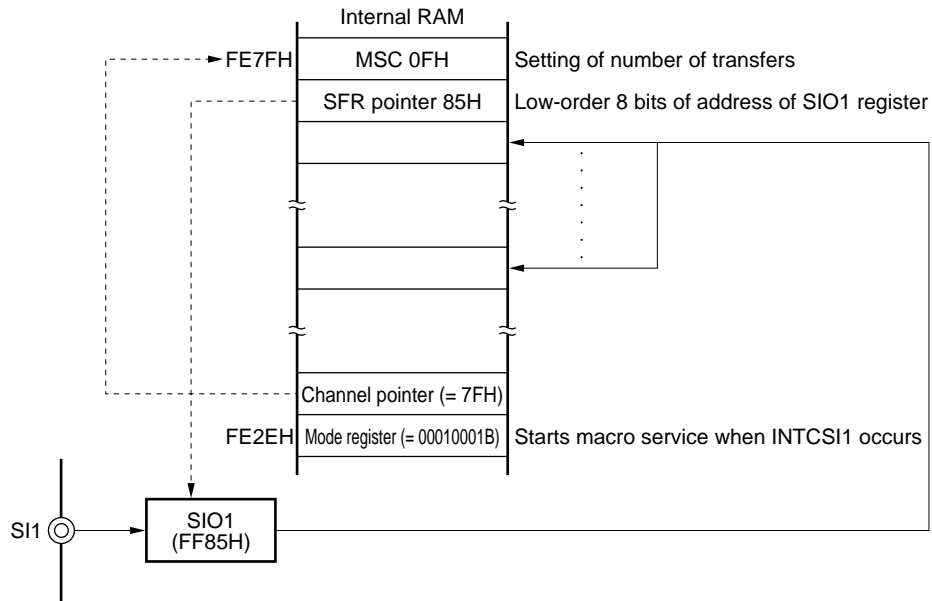 Internal RAM
FE7FH MSC 0FH Setting of number of transfers
SFR pointer 85H Low-order 8 bits of address of SIO1 register
Channel pointer (= 7FH)
FE2EH Mode register (= 00010001B) Starts macro service when INTCSI1 occurs
SI1
SIO1
(FF85H)